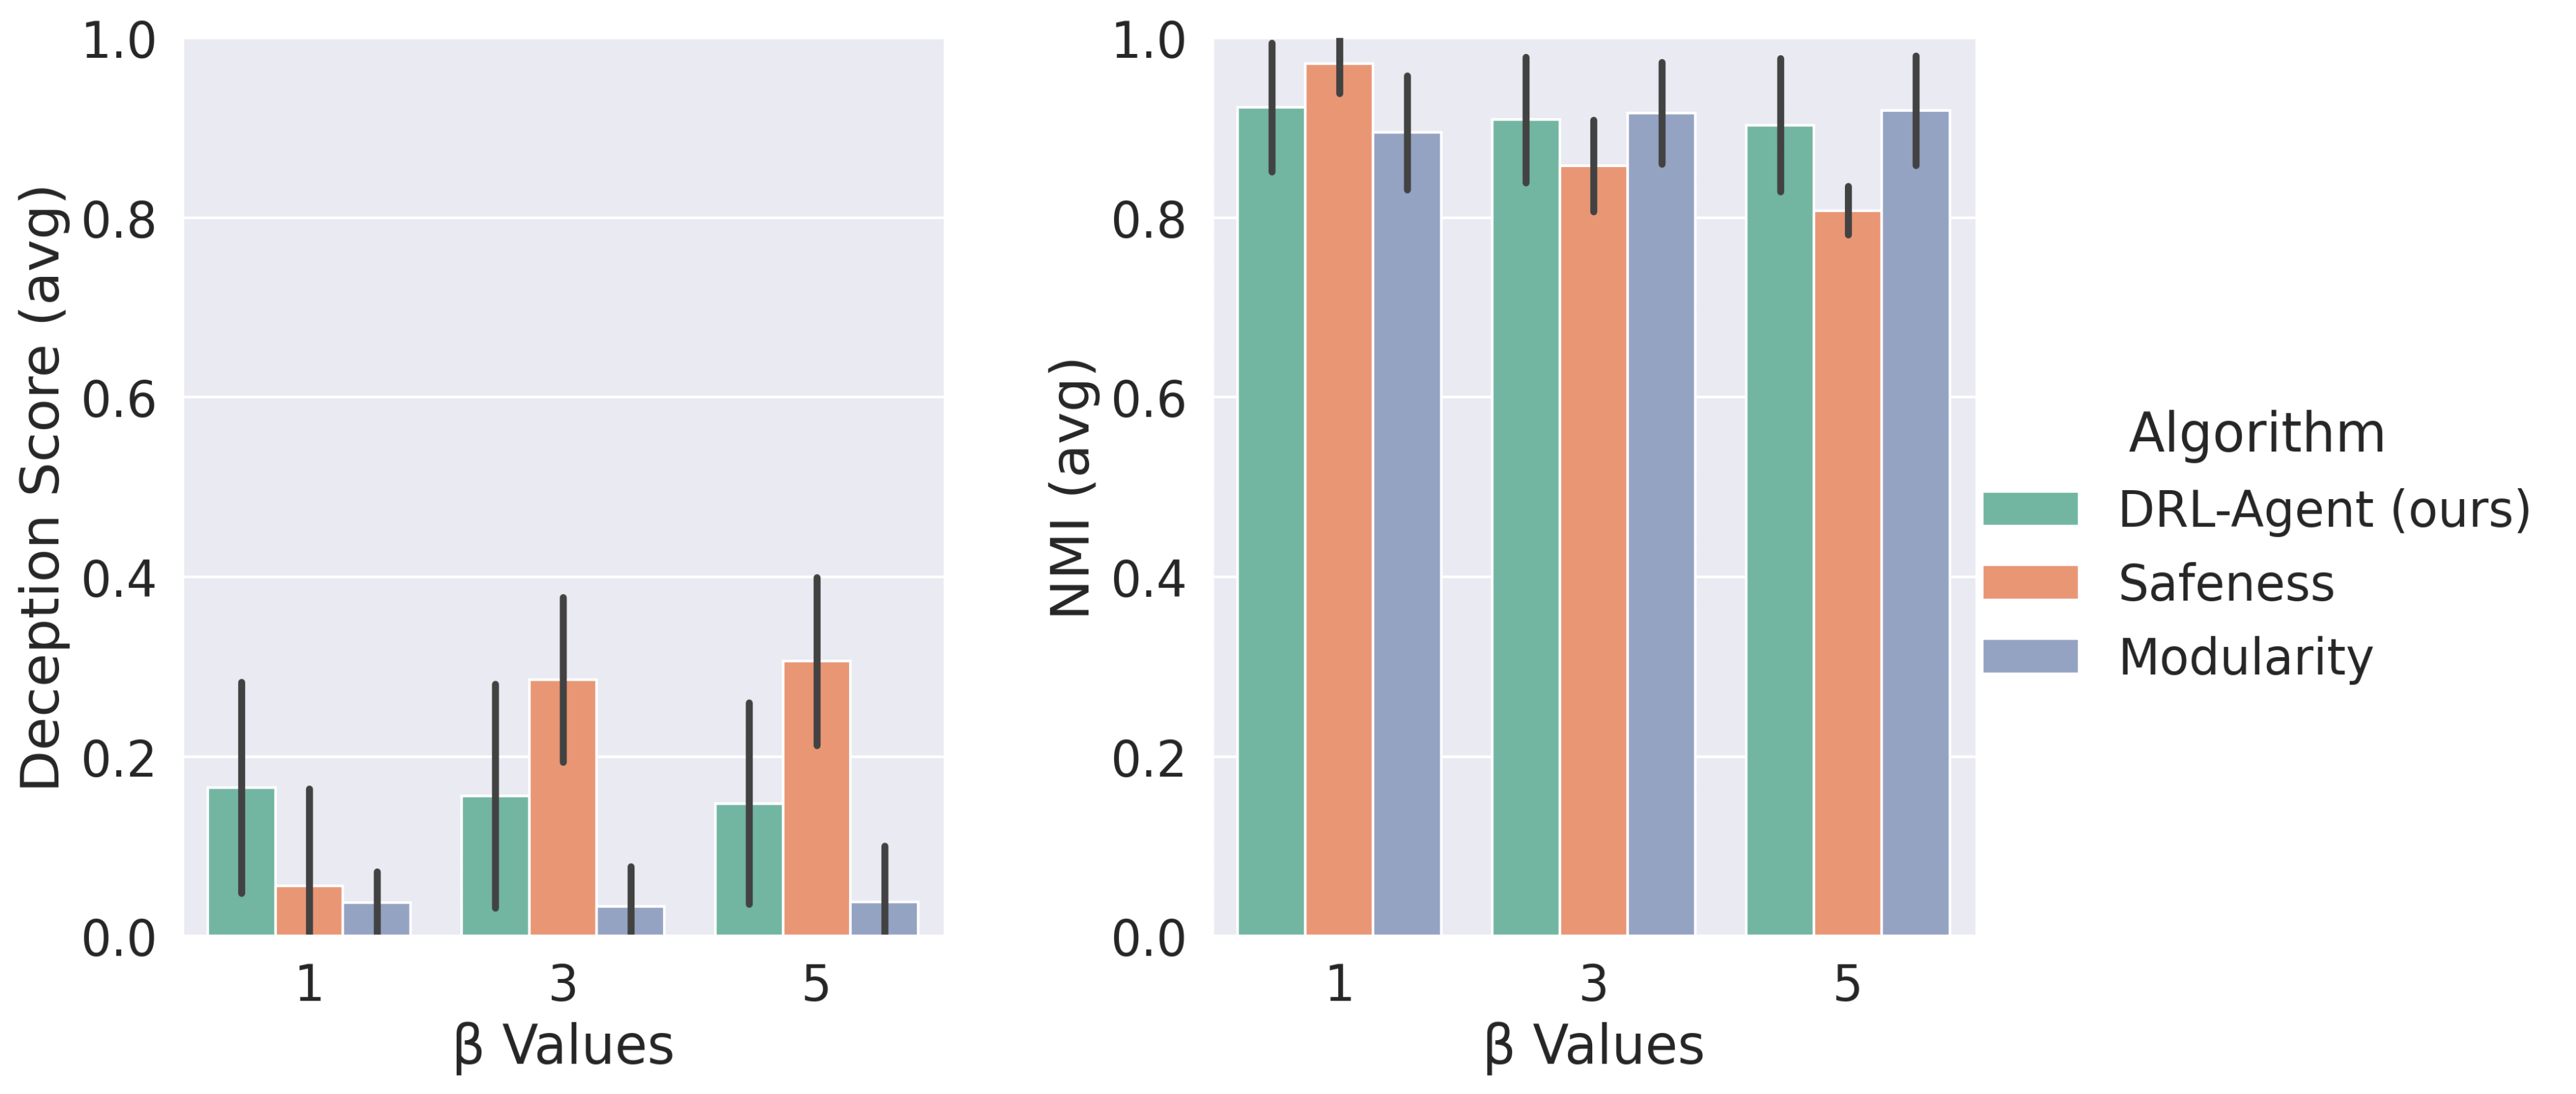 Deception Score (avg)
1.0
0.8
0.6
0.4
0.2
0.0
1 3 5
β Values
NMI (avg)
1.0
0.8
0.6
0.4
0.2
0.0
1 3 5
β Values
Algorithm
DRL-Agent (ours)
Safeness
Modularity